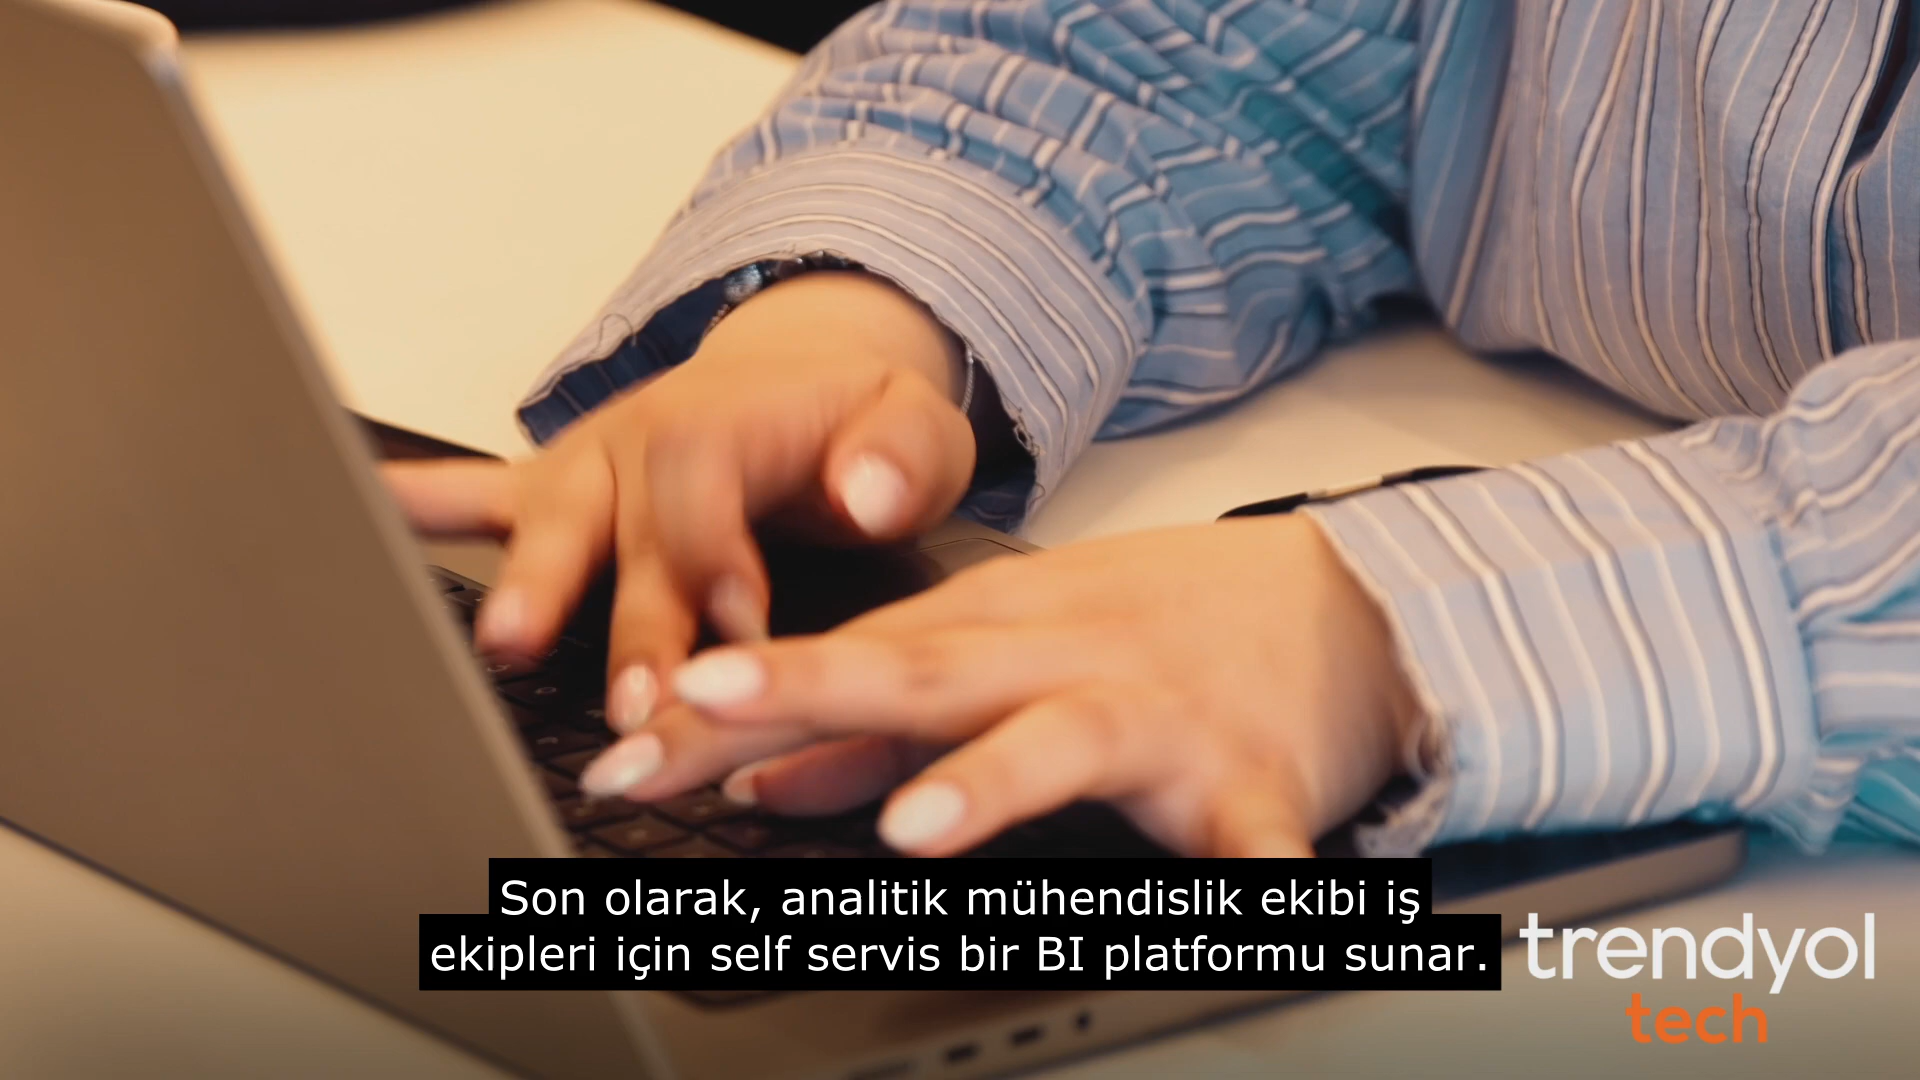 Son olarak, analitik mühendislik ekibi iş
ekipleri için self servis bir BI platformu sunar.
trendyol
tech